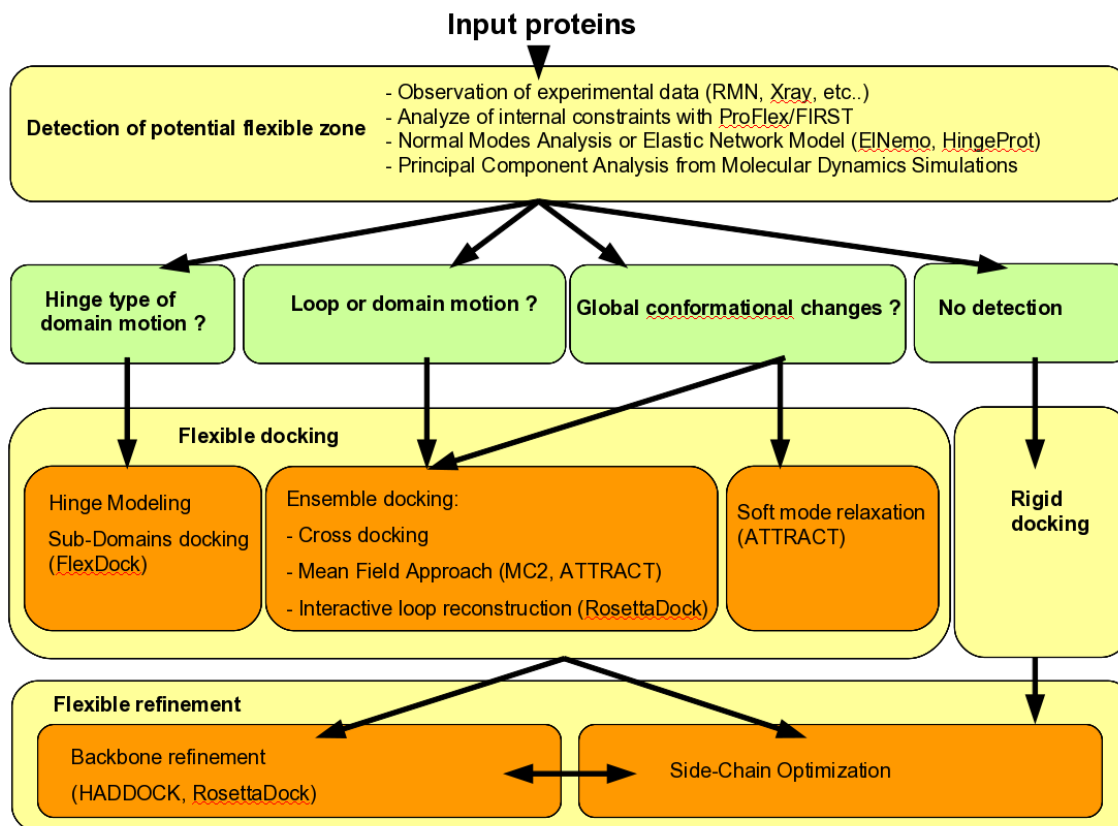 Input proteins
Detection of potential flexible zone
- Observation of experimental data (RMN, Xray, etc..)
- Analyze of internal constraints with ProFlex/FIRST
- Normal Modes Analysis or Elastic Network Model (ElNemo, HingeProt)
- Principal Component Analysis from Molecular Dynamics Simulations
Hinge type of
domain motion ?
Loop or domain motion ?
Global conformational changes ?
No detection
Flexible docking
Hinge Modeling
Sub-Domains docking
(FlexDock)
Ensemble docking:
- Cross docking
- Mean Field Approach (MC2, ATTRACT)
- Interactive loop reconstruction (RosettaDock)
Soft mode relaxation
(ATTRACT)
Rigid
docking
Flexible refinement
Backbone refinement
(HADDOCK, RosettaDock)
Side-Chain Optimization